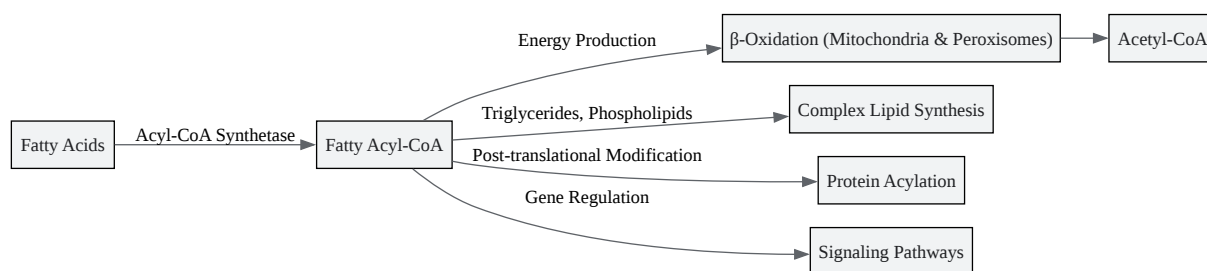 Energy Production
β-Oxidation (Mitochondria & Peroxisomes)
Acetyl-CoA
Triglycerides, Phospholipids
Complex Lipid Synthesis
Fatty Acids
Acyl-CoA Synthetase
Fatty Acyl-CoA
Post-translational Modification
Protein Acylation
Gene Regulation
Signaling Pathways